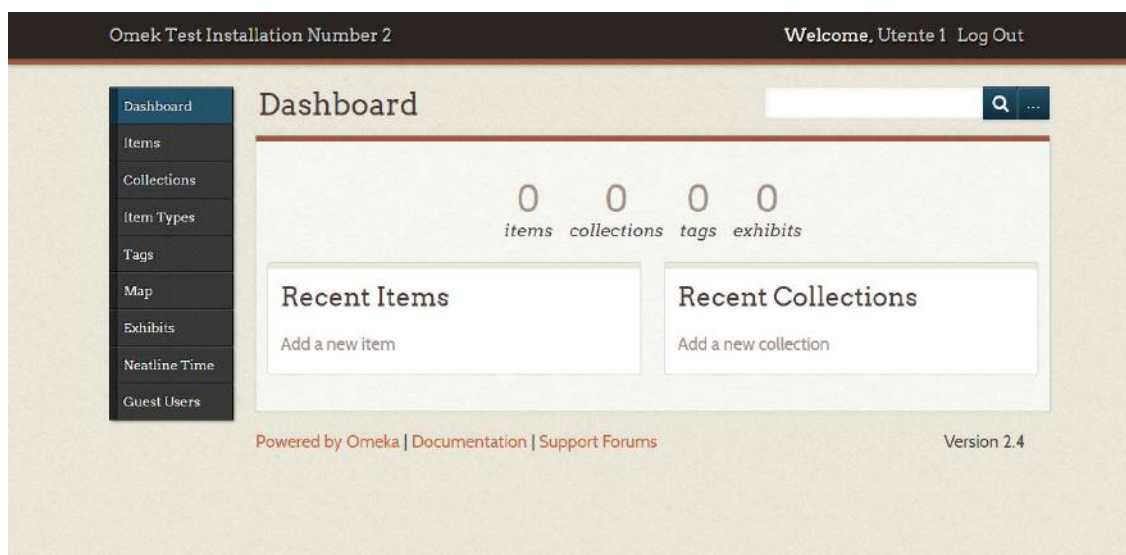 Omek Test Installation Number 2
Welcome, Utente 1 Log Out
Dashboard
Items
Collections
Item Types
Tags
Map
Exhibits
Neatline Time
Guest Users
Dashboard
...
0 0 0 0
items collections tags exhibits
Recent Items
Add a new item
Recent Collections
Add a new collection
Powered by Omeka | Documentation | Support Forums
Version 2.4